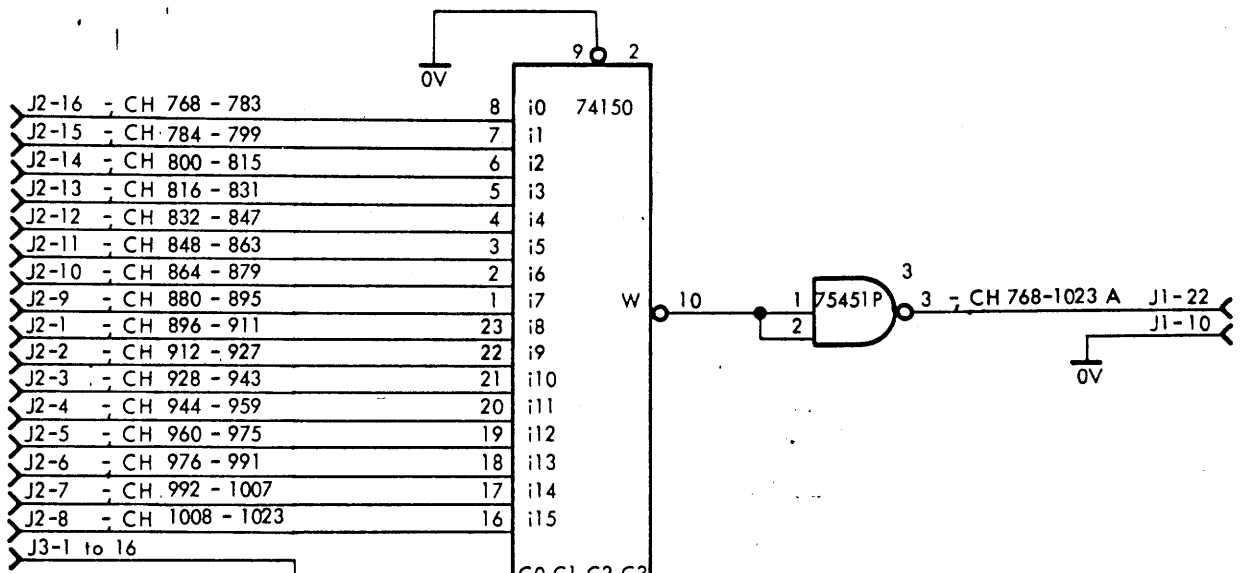 9 2
0V
J2-16 - CH 768 - 783 8 i0 74150
J2-15 - CH 784 - 799 7 i1
J2-14 - CH 800 - 815 6 i2
J2-13 - CH 816 - 831 5 i3
J2-12 - CH 832 - 847 4 i4
J2-11 - CH 848 - 863 3 i5
J2-10 - CH 864 - 879 2 i6
J2-9 - CH 880 - 895 1 i7 W 10
J2-1 - CH 896 - 911 23 i8
J2-2 - CH 912 - 927 22 i9
J2-3 - CH 928 - 943 21 i10
J2-4 - CH 944 - 959 20 i11
J2-5 - CH 960 - 975 19 i12
J2-6 - CH 976 - 991 18 i13
J2-7 - CH 992 - 1007 17 i14
J2-8 - CH 1008 - 1023 16 i15
J3-1 to 16
C0 C1 C2 C3
3
1 75451P 3 - CH 768-1023 A J1-22
2 J1-10
0V